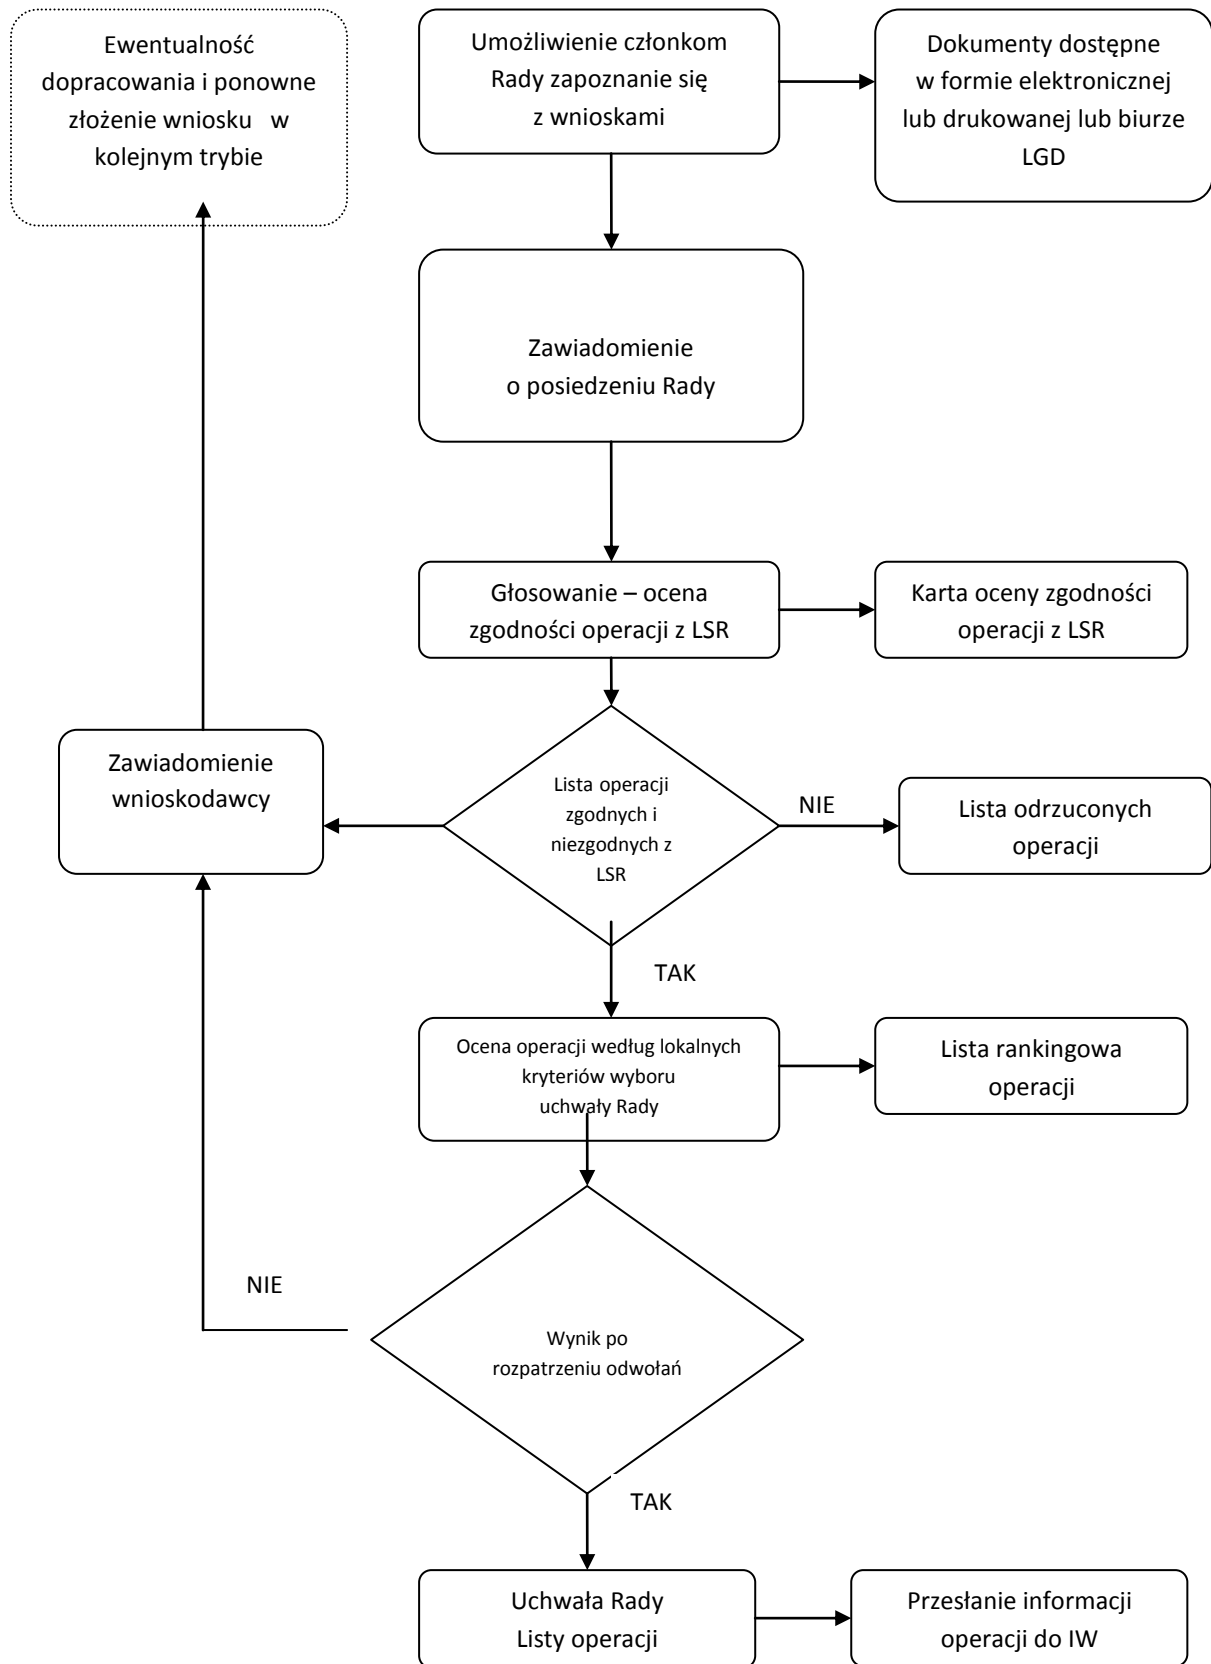 Ewentualność
dopracowania i ponowne
złożenie wniosku w
kolejnym trybie
Umożliwienie członkom
Rady zapoznanie się
z wnioskami
Dokumenty dostępne
w formie elektronicznej
lub drukowanej lub biurze
LGD
Zawiadomienie
o posiedzeniu Rady
Głosowanie – ocena
zgodności operacji z LSR
Karta oceny zgodności
operacji z LSR
Zawiadomienie
wnioskodawcy
Lista operacji
zgodnych i
niezgodnych z
LSR
NIE
Lista odrzuconych
operacji
TAK
Ocena operacji według lokalnych
kryteriów wyboru
uchwały Rady
Lista rankingowa
operacji
NIE
Wynik po
rozpatrzeniu odwołań
TAK
Uchwała Rady
Listy operacji
Przesłanie informacji
operacji do IW